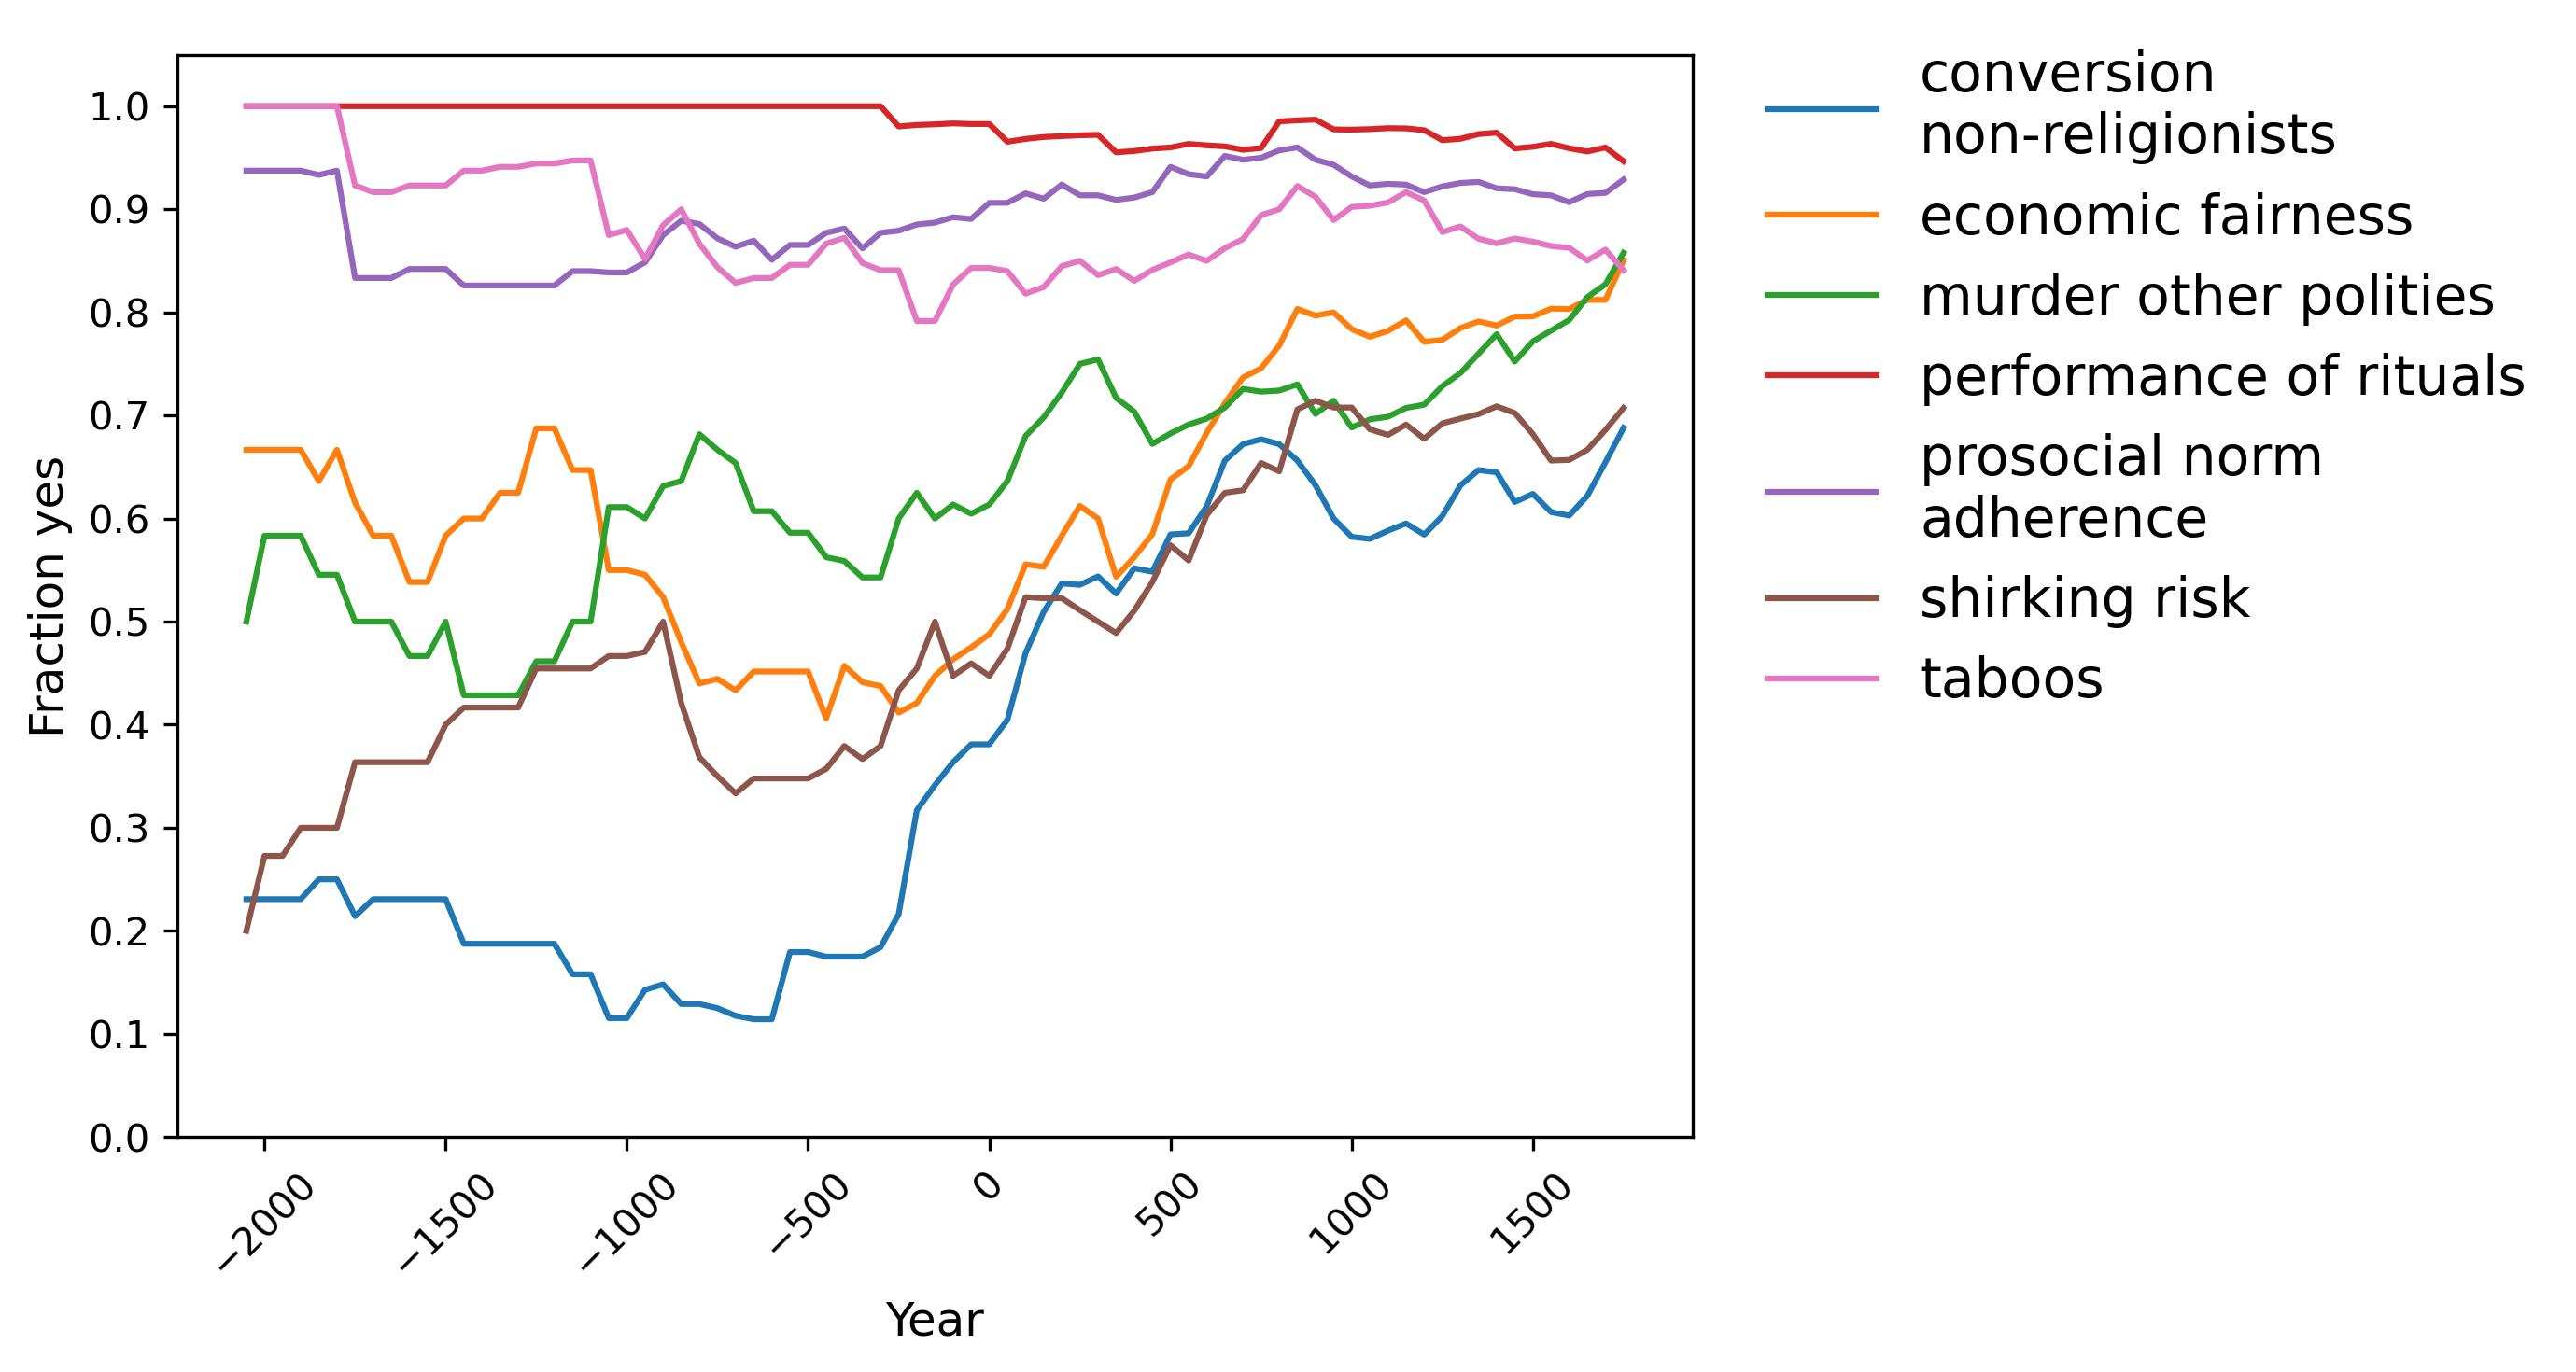 Fraction yes
1.0
0.9
0.8
0.7
0.6
0.5
0.4
0.3
0.2
0.1
0.0
−2000
−1500
−1000
−500
0
500
1000
1500
Year
conversion
non-religionists
economic fairness
murder other polities
performance of rituals
prosocial norm
adherence
shirking risk
taboos